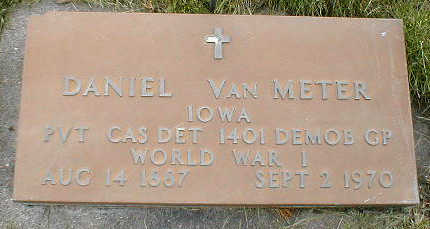 DANIEL VAN METER
IOWA
PVT CAS DET 1401 DEMOB GP
WORLD WAR I
AUG 14 1887 SEPT 2 1970